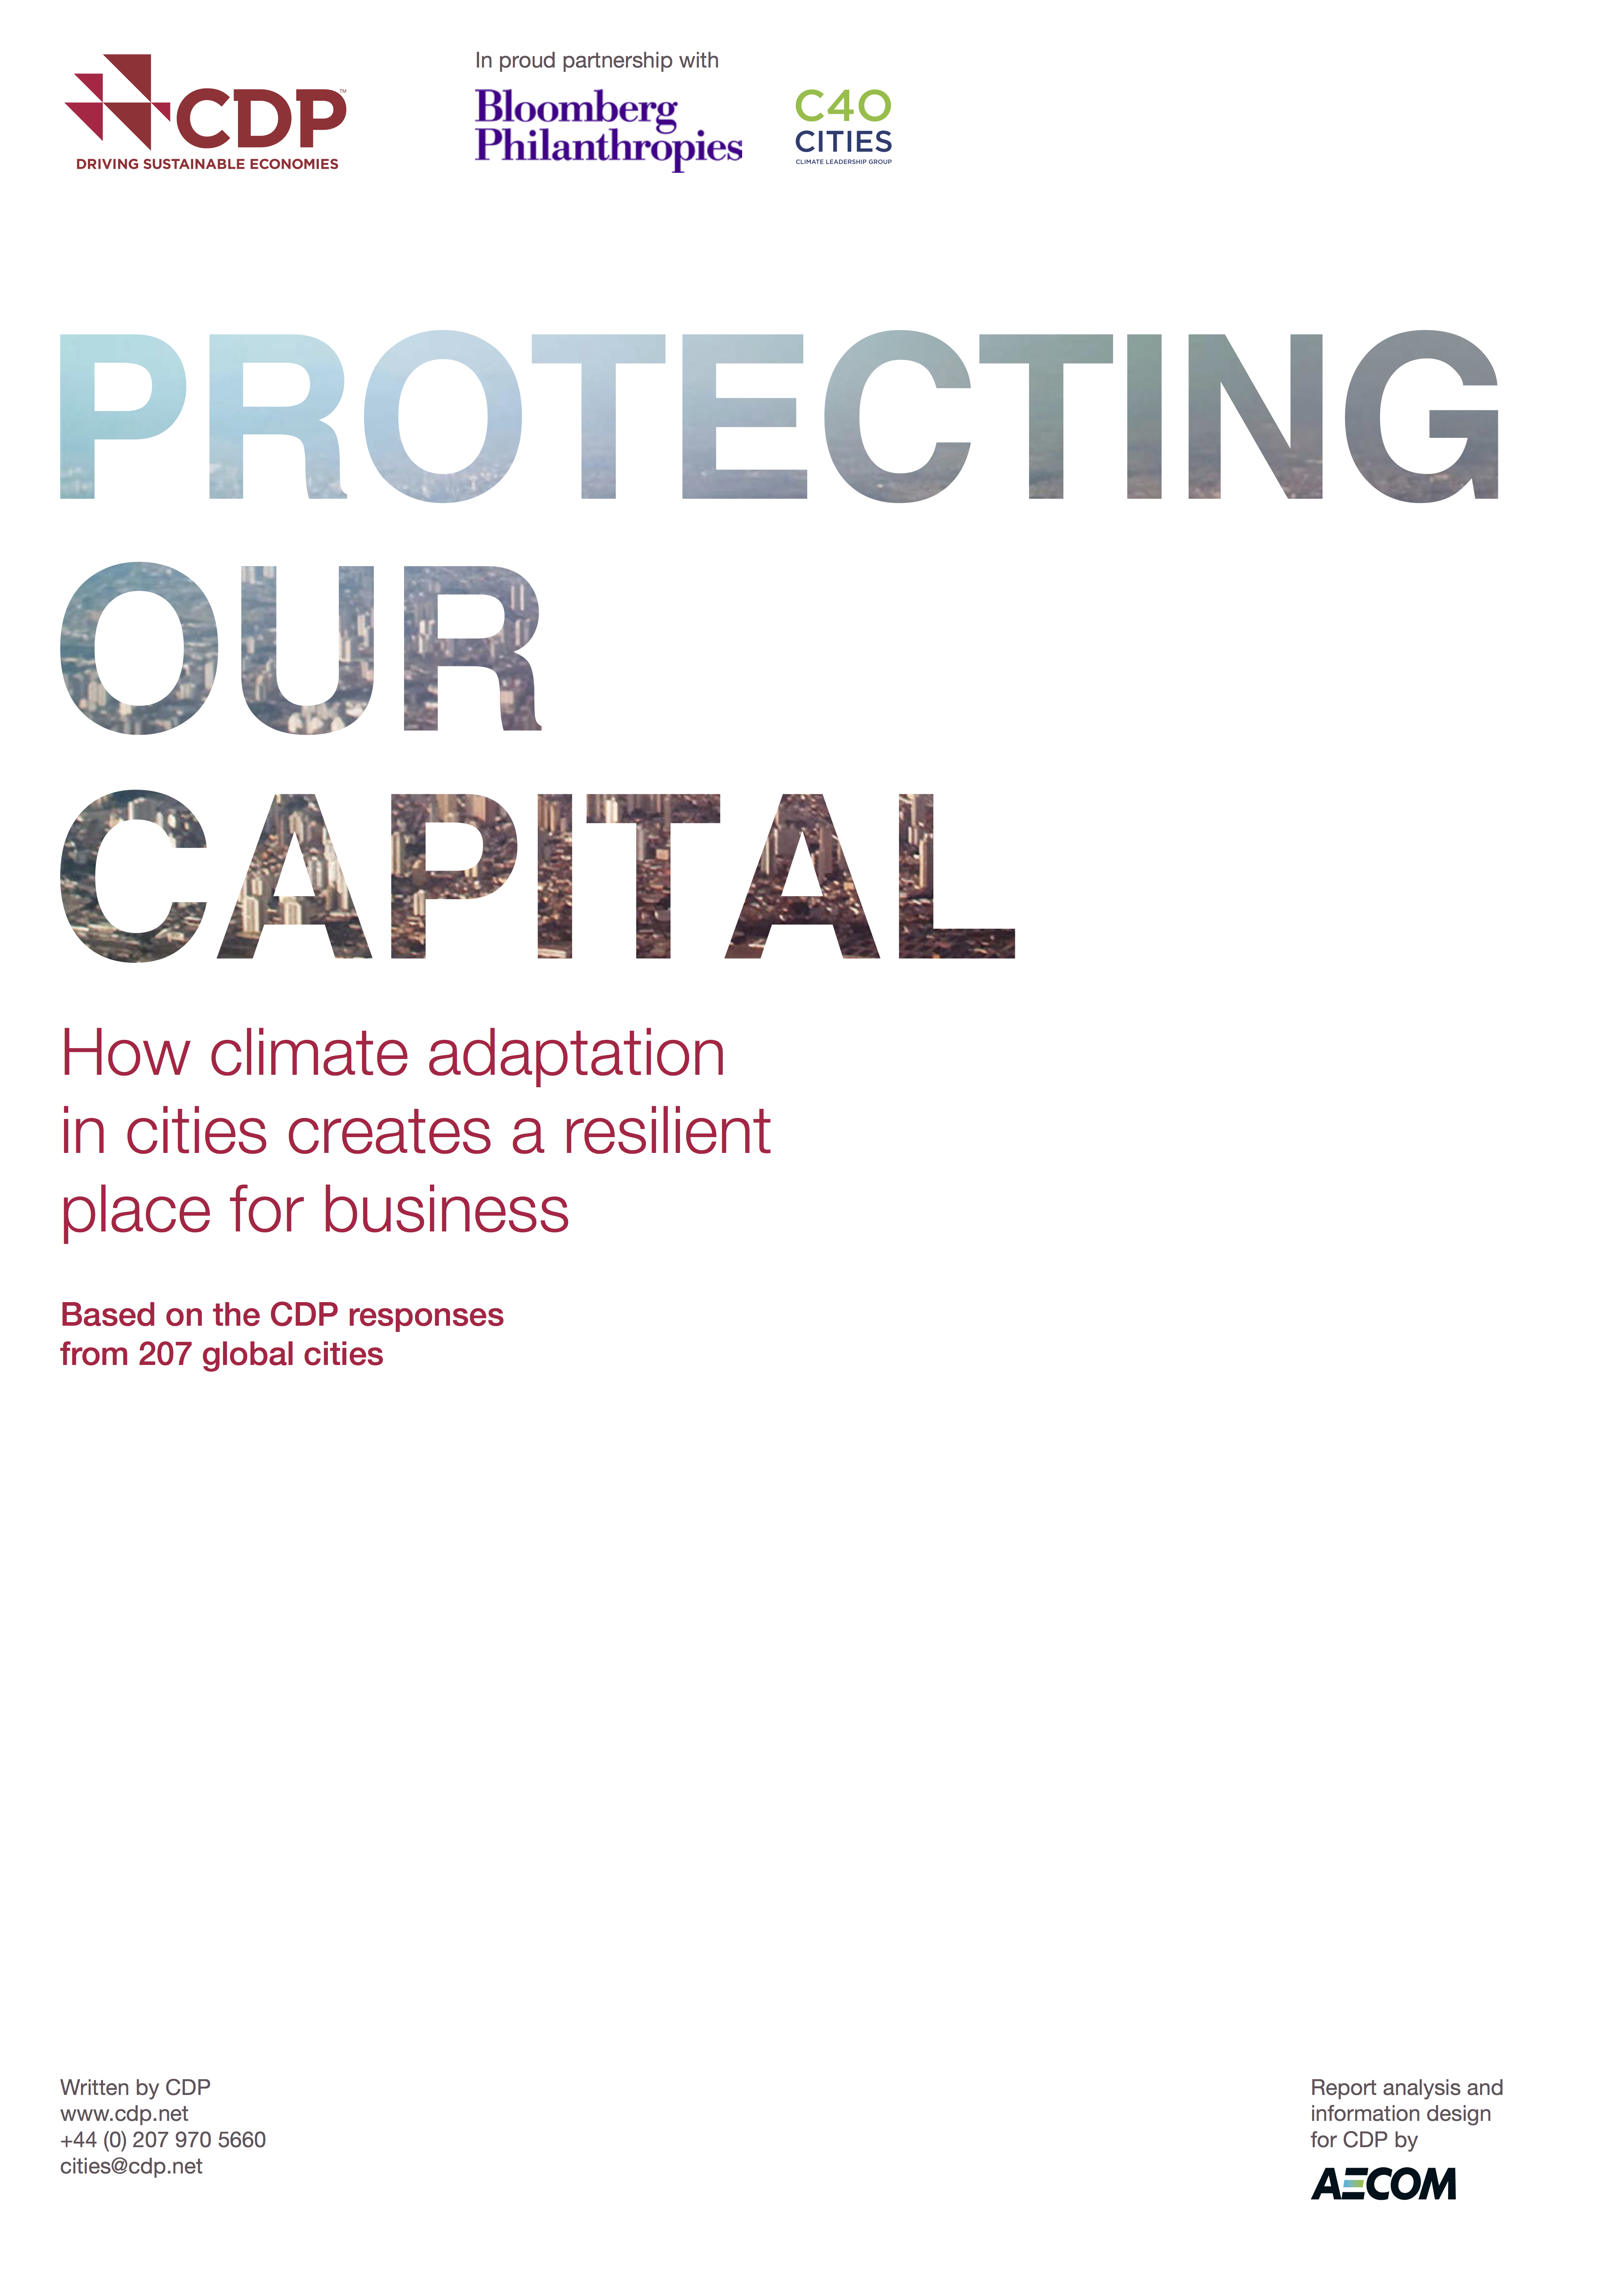 CDP™
DRIVING SUSTAINABLE ECONOMIES
In proud partnership with
Bloomberg
Philanthropies
C40
CITIES
CLIMATE LEADERSHIP GROUP
PROTECTING
OUR
CAPITAL
How climate adaptation
in cities creates a resilient
place for business
Based on the CDP responses
from 207 global cities
Written by CDP
www.cdp.net
+44 (0) 207 970 5660
cities@cdp.net
Report analysis and
information design
for CDP by
AECOM